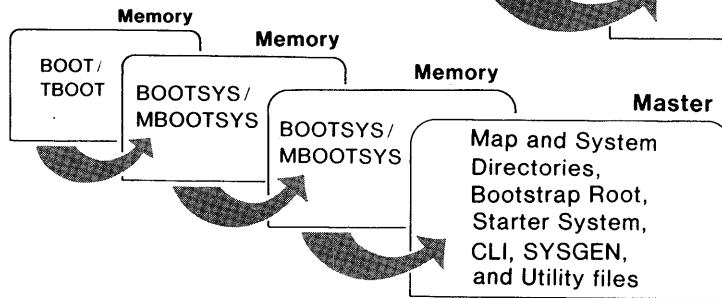 Memory
BOOT/
TBOOT
Memory
BOOTSYS/
MBOOTSYS
Memory
BOOTSYS/
MBOOTSYS
Master
Map and System
Directories,
Bootstrap Root,
Starter System,
CLI, SYSGEN,
and Utility files